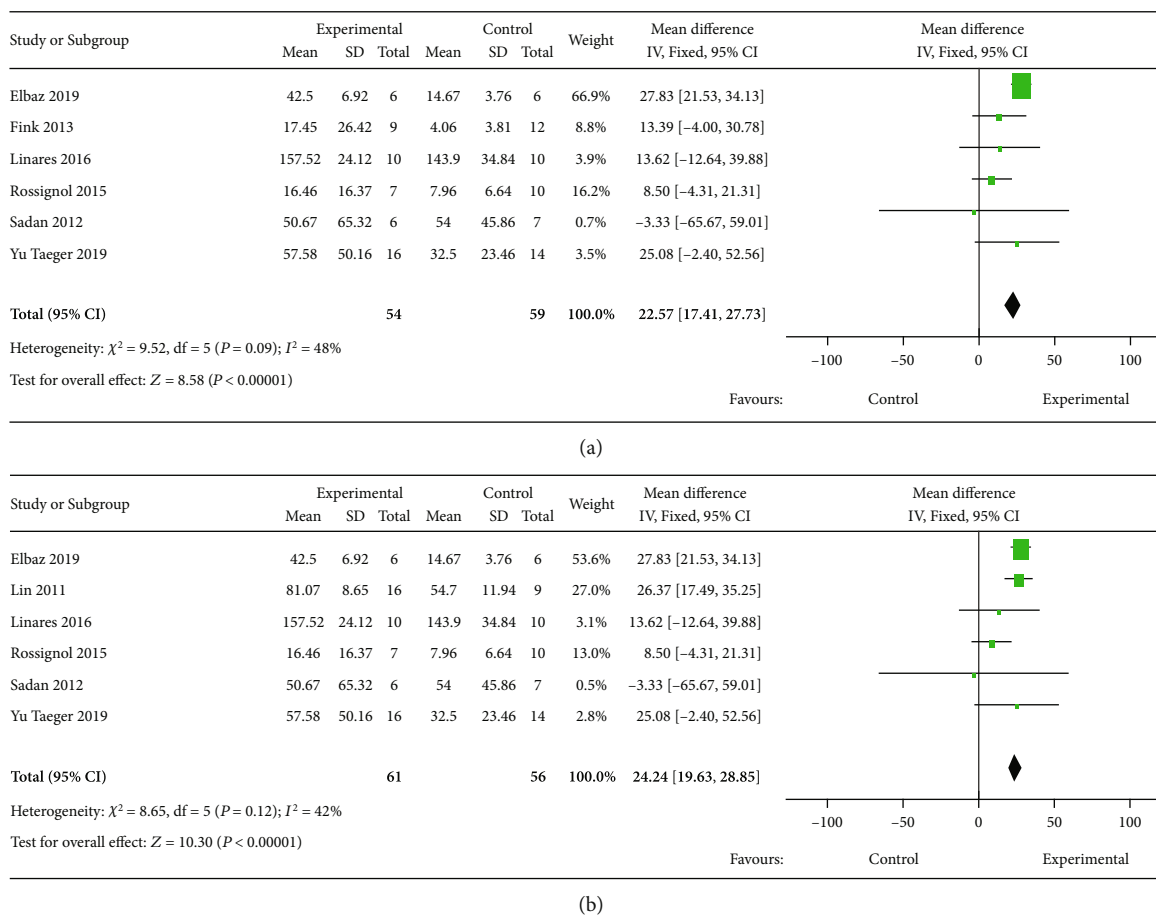 Study or Subgroup Experimental Control Weight Mean difference Mean difference
Mean SD Total Mean SD Total IV, Fixed, 95% CI IV, Fixed, 95% CI
Elbaz 2019 42.5 6.92 6 14.67 3.76 6 66.9% 27.83 [21.53, 34.13]
Fink 2013 17.45 26.42 9 4.06 3.81 12 8.8% 13.39 [–4.00, 30.78]
Linares 2016 157.52 24.12 10 143.9 34.84 10 3.9% 13.62 [–12.64, 39.88]
Rossignol 2015 16.46 16.37 7 7.96 6.64 10 16.2% 8.50 [–4.31, 21.31]
Sadan 2012 50.67 65.32 6 54 45.86 7 0.7% –3.33 [–65.67, 59.01]
Yu Taeger 2019 57.58 50.16 16 32.5 23.46 14 3.5% 25.08 [–2.40, 52.56]
Total (95% CI) 54 59 100.0% 22.57 [17.41, 27.73]
Heterogeneity: χ² = 9.52, df = 5 (P = 0.09); I² = 48%
–100 –50 0 50 100
Test for overall effect: Z = 8.58 (P < 0.00001)
Favours: Control Experimental
(a)
Study or Subgroup Experimental Control Weight Mean difference Mean difference
Mean SD Total Mean SD Total IV, Fixed, 95% CI IV, Fixed, 95% CI
Elbaz 2019 42.5 6.92 6 14.67 3.76 6 53.6% 27.83 [21.53, 34.13]
Lin 2011 81.07 8.65 16 54.7 11.94 9 27.0% 26.37 [17.49, 35.25]
Linares 2016 157.52 24.12 10 143.9 34.84 10 3.1% 13.62 [–12.64, 39.88]
Rossignol 2015 16.46 16.37 7 7.96 6.64 10 13.0% 8.50 [–4.31, 21.31]
Sadan 2012 50.67 65.32 6 54 45.86 7 0.5% –3.33 [–65.67, 59.01]
Yu Taeger 2019 57.58 50.16 16 32.5 23.46 14 2.8% 25.08 [–2.40, 52.56]
Total (95% CI) 61 56 100.0% 24.24 [19.63, 28.85]
Heterogeneity: χ² = 8.65, df = 5 (P = 0.12); I² = 42%
–100 –50 0 50 100
Test for overall effect: Z = 10.30 (P < 0.00001)
Favours: Control Experimental
(b)